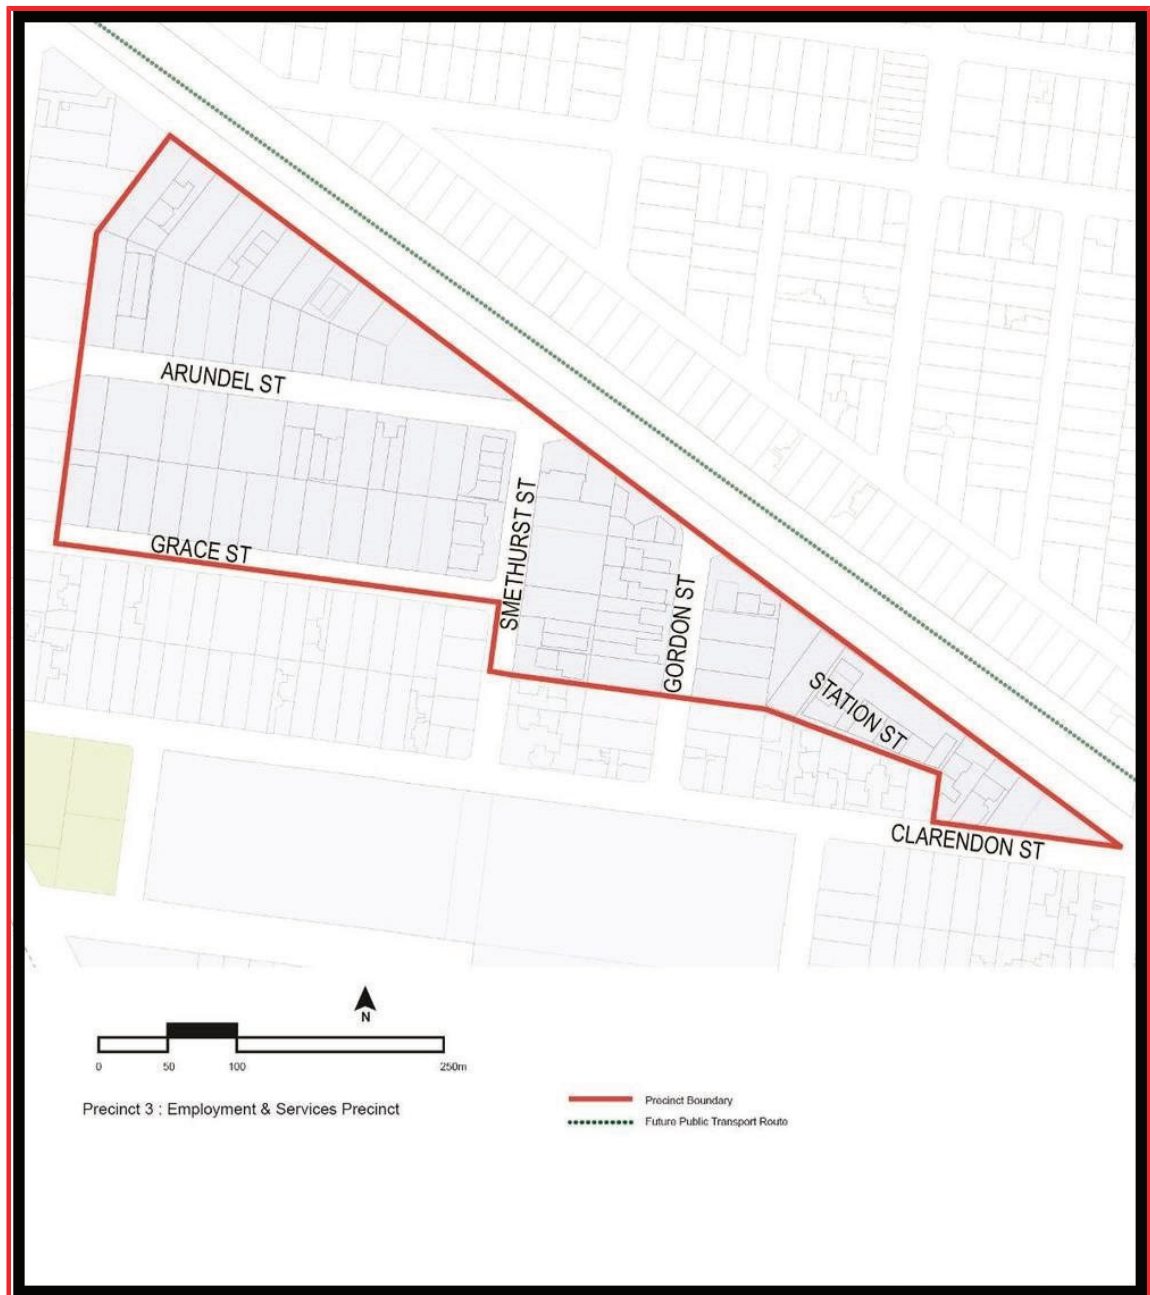 ARUNDEL ST
GRACE ST
SMETHURST ST
GORDON ST
STATION ST
CLARENDON ST
N
0 50 100 250m
Precinct 3 : Employment & Services Precinct
Precinct Boundary
Future Public Transport Route